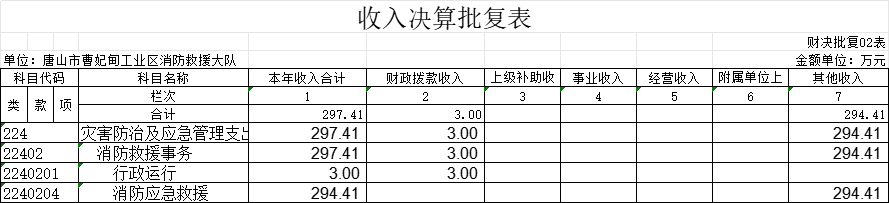 收入决算批复表
财决批复02表
单位：唐山市曹妃甸工业区消防救援大队 金额单位：万元
科目代码 科目名称 本年收入合计 财政拨款收入 上级补助收 事业收入 经营收入 附属单位上 其他收入
类 款 项 栏次 1 2 3 4 5 6 7
合计 297.41 3.00 294.41
224 灾害防治及应急管理支出 297.41 3.00 294.41
22402 消防救援事务 297.41 3.00 294.41
2240201 行政运行 3.00 3.00
2240204 消防应急救援 294.41 294.41